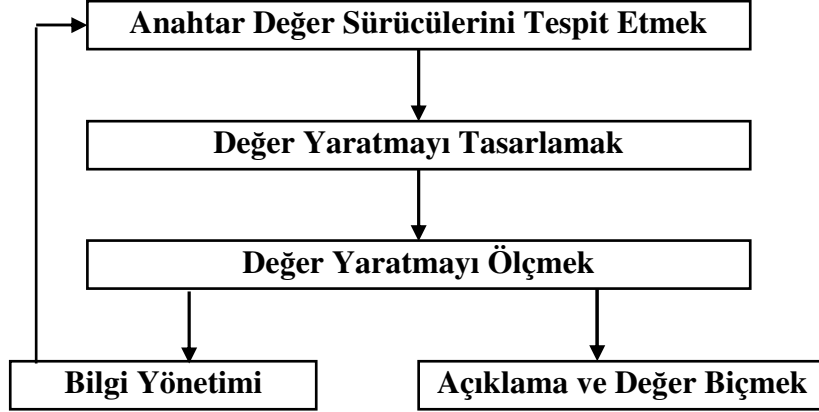 Anahtar Değer Sürücülerini Tespit Etmek
Değer Yaratmayı Tasarlamak
Değer Yaratmayı Ölçmek
Bilgi Yönetimi
Açıklama ve Değer Biçmek